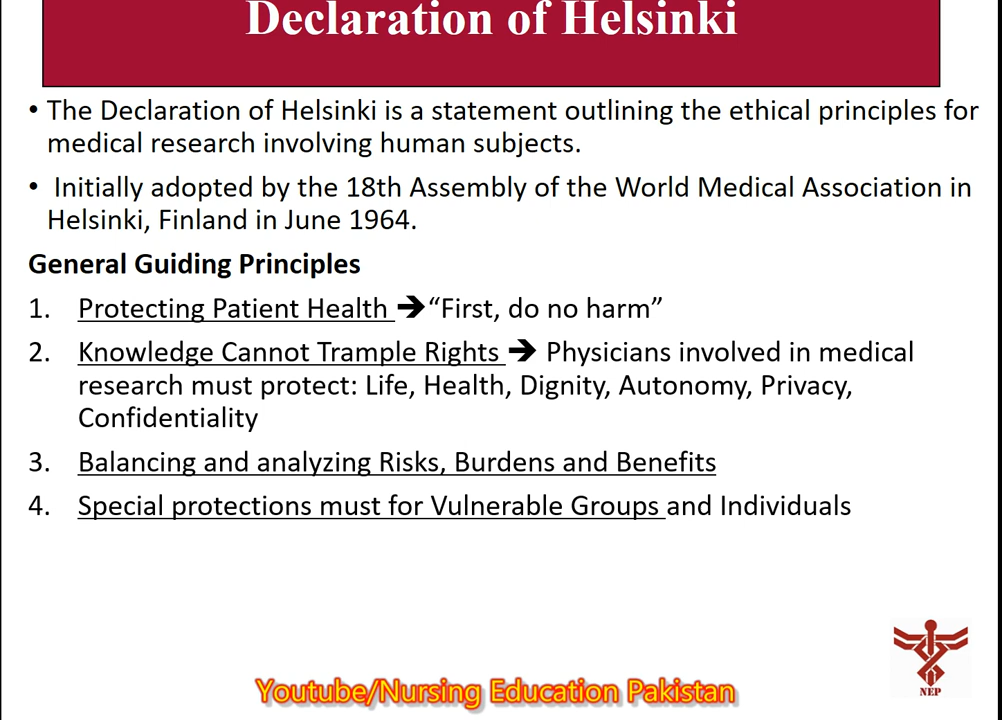 Declaration of Helsinki
• The Declaration of Helsinki is a statement outlining the ethical principles for
medical research involving human subjects.
• Initially adopted by the 18th Assembly of the World Medical Association in
Helsinki, Finland in June 1964.
General Guiding Principles
1. Protecting Patient Health ➔“First, do no harm”
2. Knowledge Cannot Trample Rights ➔ Physicians involved in medical
research must protect: Life, Health, Dignity, Autonomy, Privacy,
Confidentiality
3. Balancing and analyzing Risks, Burdens and Benefits
4. Special protections must for Vulnerable Groups and Individuals
NEP
Youtube/Nursing Education Pakistan